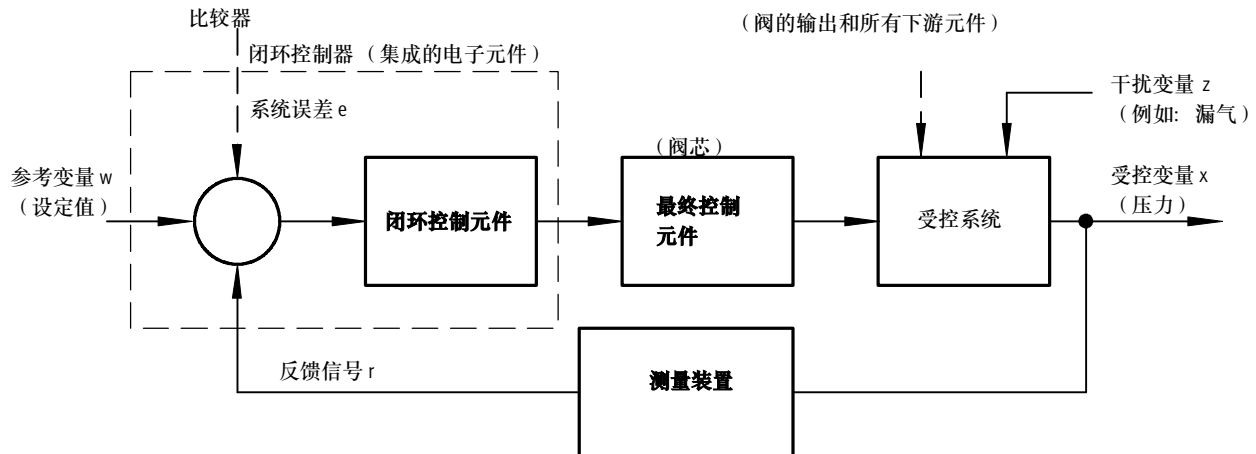 比较器
（阀的输出和所有下游元件）
闭环控制器（集成的电子元件）
干扰变量 z
（例如: 漏气）
系统误差 e
（阀芯）
参考变量 w
（设定值）
受控变量 x
（压力）
闭环控制元件
最终控制
元件
受控系统
反馈信号 r
测量装置